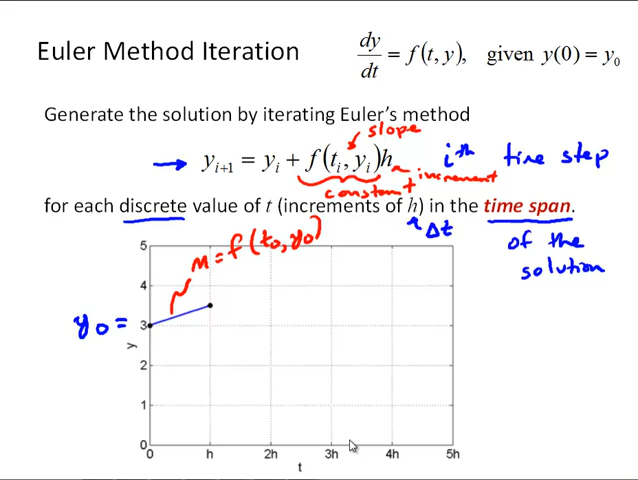 Euler Method Iteration
dy/dt = f(t, y), given y(0) = y₀
Generate the solution by iterating Euler's method
slope
yᵢ₊₁ = yᵢ + f(tᵢ, yᵢ)h
iᵗʰ time step
increment
constant
for each discrete value of t (increments of h) in the time span.
Δt
of the
solution
m = f(t₀, y₀)
y₀ =
5
4
3
2
1
0
y
0 h 2h 3h 4h 5h
t